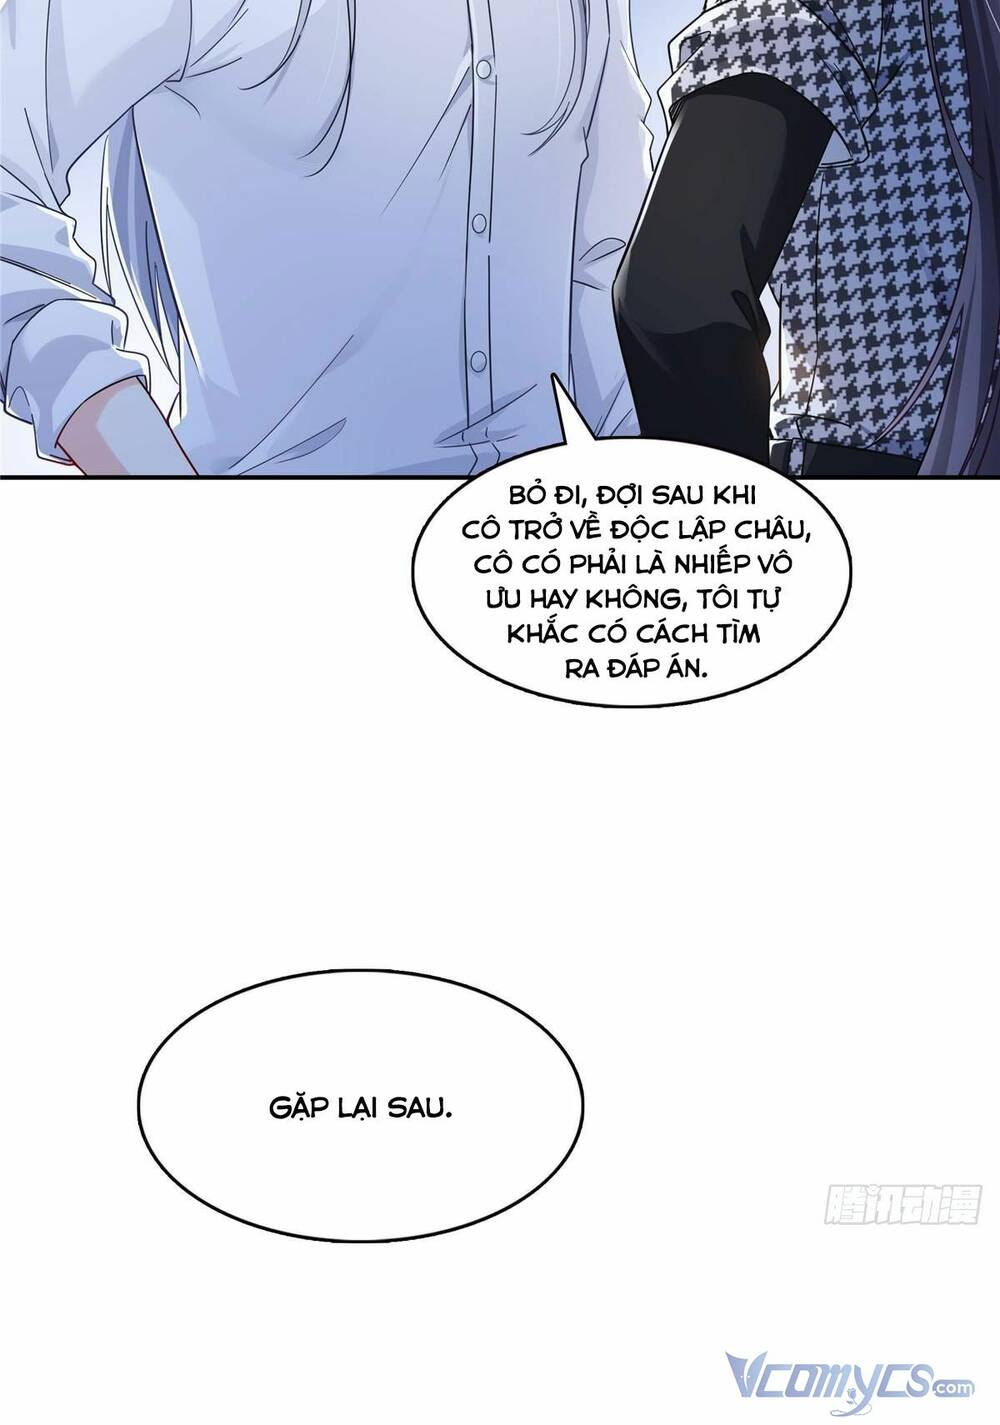 BỎ ĐI, ĐỢI SAU KHI
CÔ TRỞ VỀ ĐỘC LẬP CHÂU,
CÔ CÓ PHẢI LÀ NHIẾP VÔ
ƯU HAY KHÔNG, TÔI TỰ
KHẮC CÓ CÁCH TÌM
RA ĐÁP ÁN.
GẶP LẠI SAU.
腾讯动漫
VCOMYCS.com